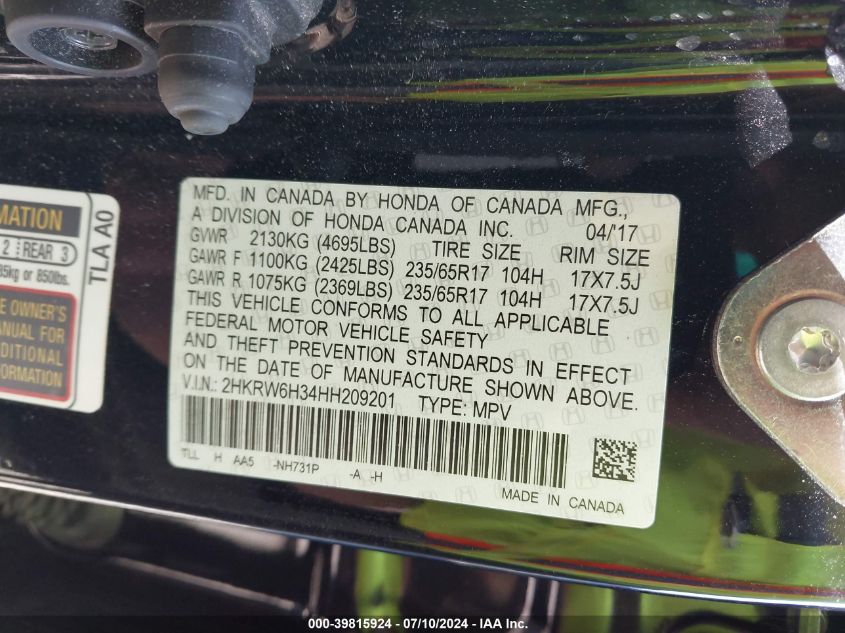 MFD. IN CANADA BY HONDA OF CANADA MFG.,
A DIVISION OF HONDA CANADA INC. 04/'17
GVWR 2130KG (4695LBS) TIRE SIZE RIM SIZE
GAWR F 1100KG (2425LBS) 235/65R17 104H 17X7.5J
GAWR R 1075KG (2369LBS) 235/65R17 104H 17X7.5J
THIS VEHICLE CONFORMS TO ALL APPLICABLE
FEDERAL MOTOR VEHICLE SAFETY
AND THEFT PREVENTION STANDARDS IN EFFECT
ON THE DATE OF MANUFACTURE SHOWN ABOVE.
V.I.N.: 2HKRW6H34HH209201 TYPE: MPV
TLL H AA5 -NH731P -A -H
MADE IN CANADA
2 REAR 3
or 850lbs.
OWNER'S
FOR
TLA A0
000-39815924 - 07/10/2024 - IAA Inc.